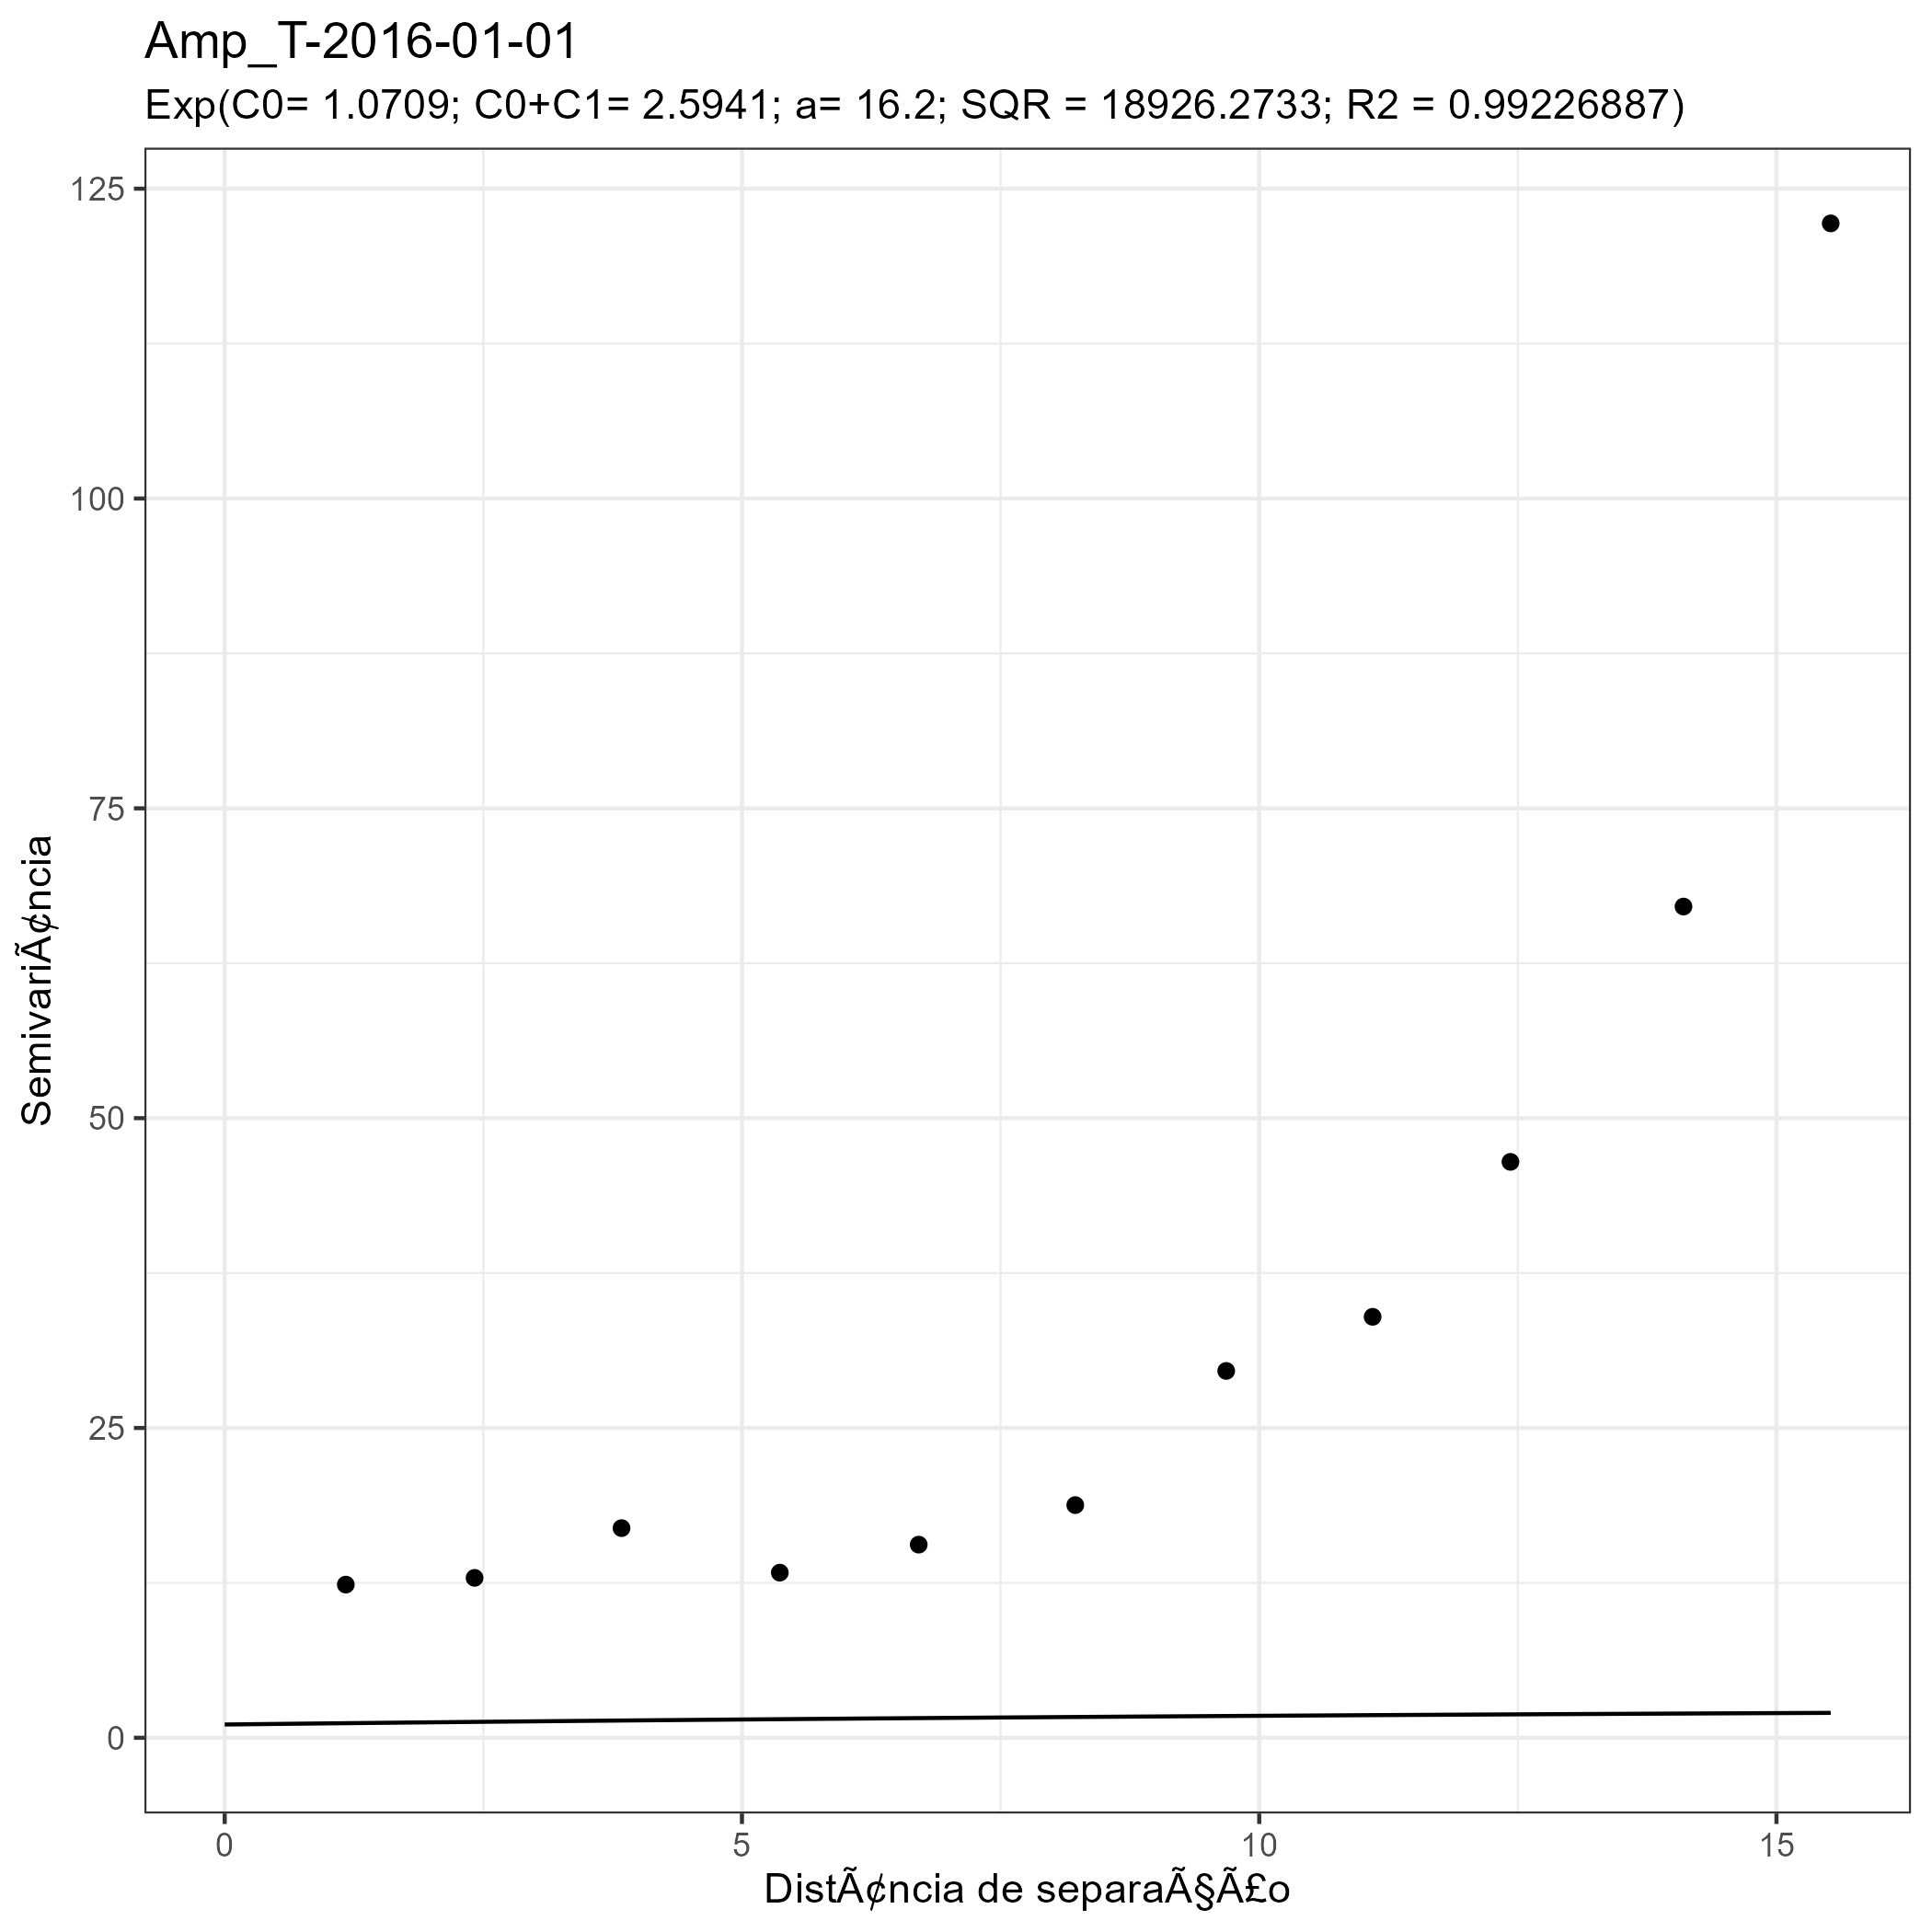 Amp_T-2016-01-01
Exp(C0= 1.0709; C0+C1= 2.5941; a= 16.2; SQR = 18926.2733; R2 = 0.99226887)
125
100
75
50
25
0
SemivariÃ¢ncia
0 5 10 15
DistÃ¢ncia de separaÃ§Ã£o